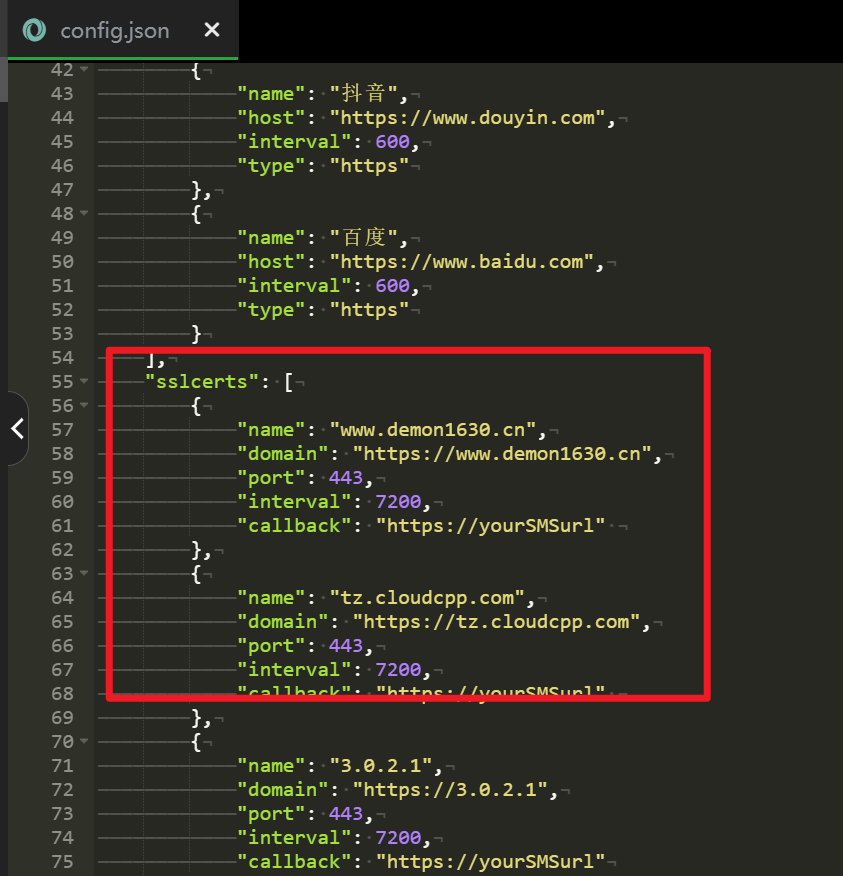 config.json
42 {
43 "name": "抖音",
44 "host": "https://www.douyin.com",
45 "interval": 600,
46 "type": "https"
47 },
48 {
49 "name": "百度",
50 "host": "https://www.baidu.com",
51 "interval": 600,
52 "type": "https"
53 }
54 ],
55 "sslcerts": [
56 {
57 "name": "www.demon1630.cn",
58 "domain": "https://www.demon1630.cn",
59 "port": 443,
60 "interval": 7200,
61 "callback": "https://yourSMSurl"
62 },
63 {
64 "name": "tz.cloudcpp.com",
65 "domain": "https://tz.cloudcpp.com",
66 "port": 443,
67 "interval": 7200,
68 "callback": "https://yourSMSurl"
69 },
70 {
71 "name": "3.0.2.1",
72 "domain": "https://3.0.2.1",
73 "port": 443,
74 "interval": 7200,
75 "callback": "https://yourSMSurl"